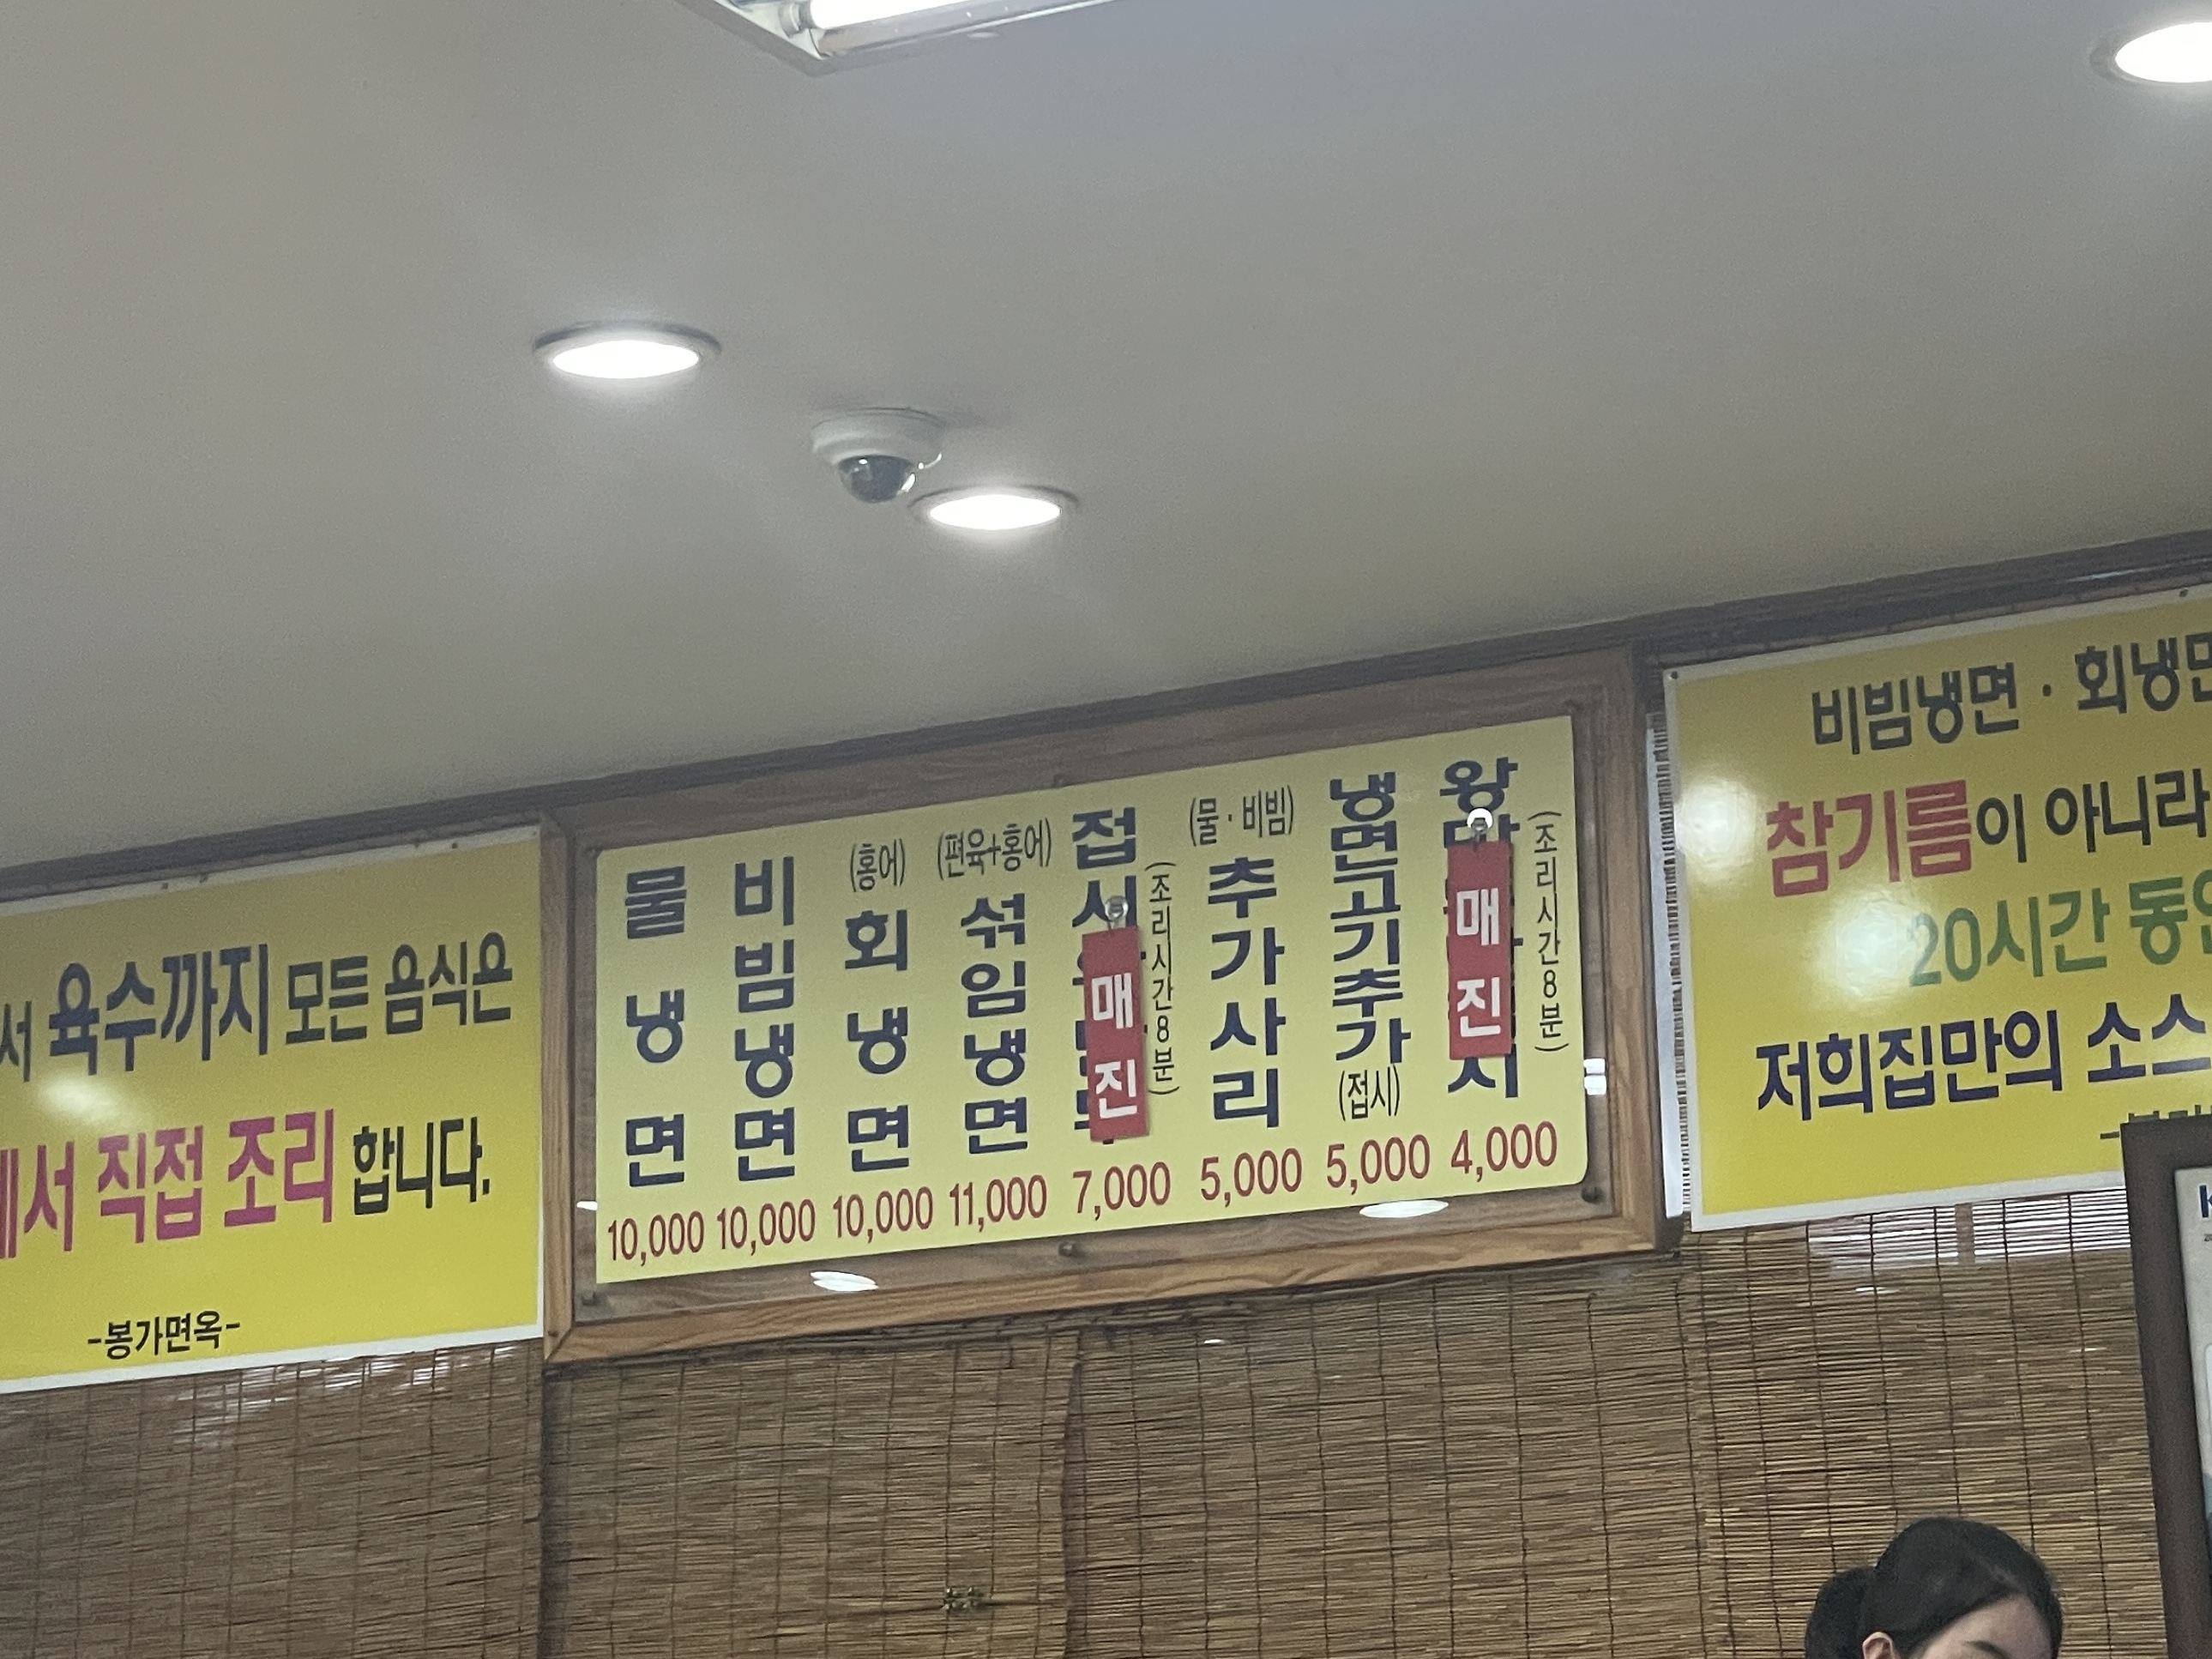 서 육수까지 모든 음식은
에서 직접 조리 합니다.
-봉가면옥-
물냉면
10,000
비빔냉면
10,000
(홍어)
회냉면
10,000
(편육+홍어)
섞임냉면
11,000
접
매진
(조리시간8분)
7,000
(물·비빔)
추가사리
5,000
냉면고기추가
(접시)
5,000
왕
매진
(조리시간8분)
4,000
비빔냉면 · 회냉면
참기름이 아니라
20시간 동안
저희집만의 소스